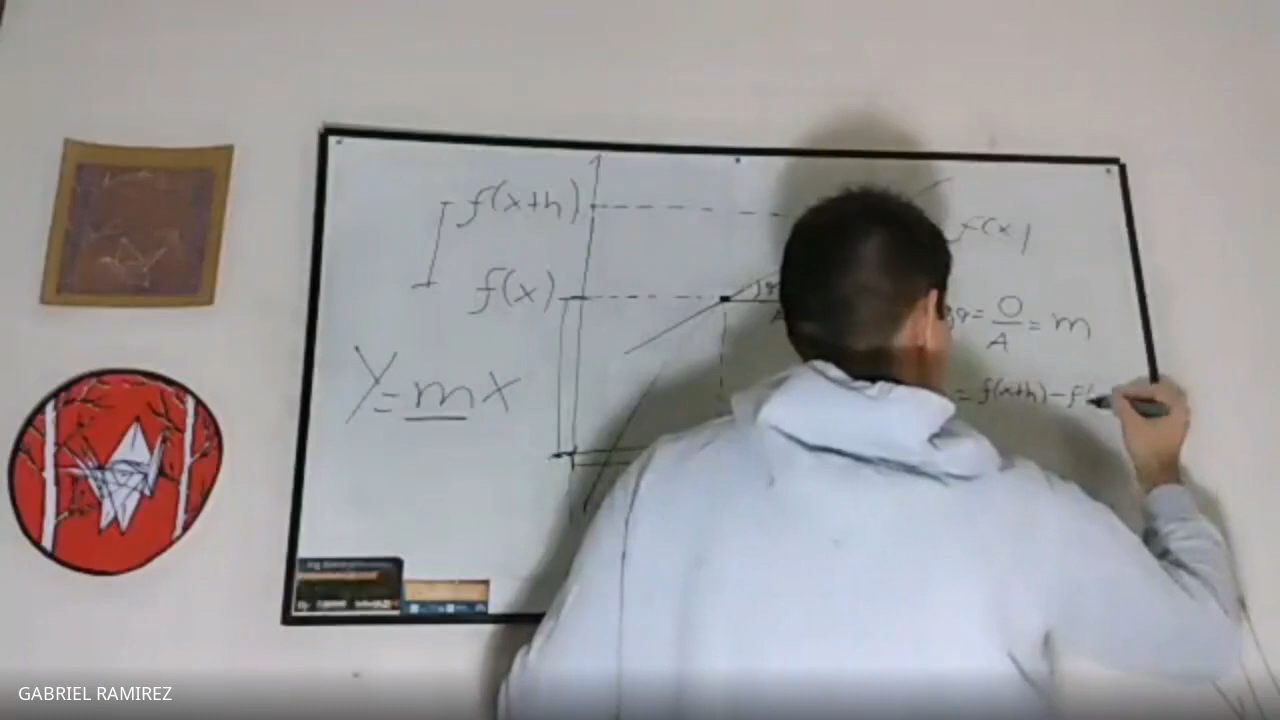 f(x+h)
f(x)
f(x)
A
= O/A = m
Y=mx
= f(x+h) - f
GABRIEL RAMIREZ